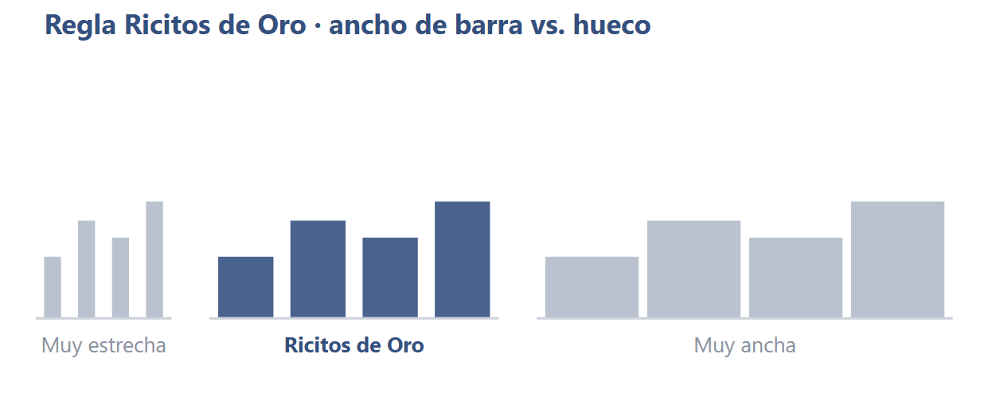 Regla Ricitos de Oro · ancho de barra vs. hueco
Muy estrecha
Ricitos de Oro
Muy ancha